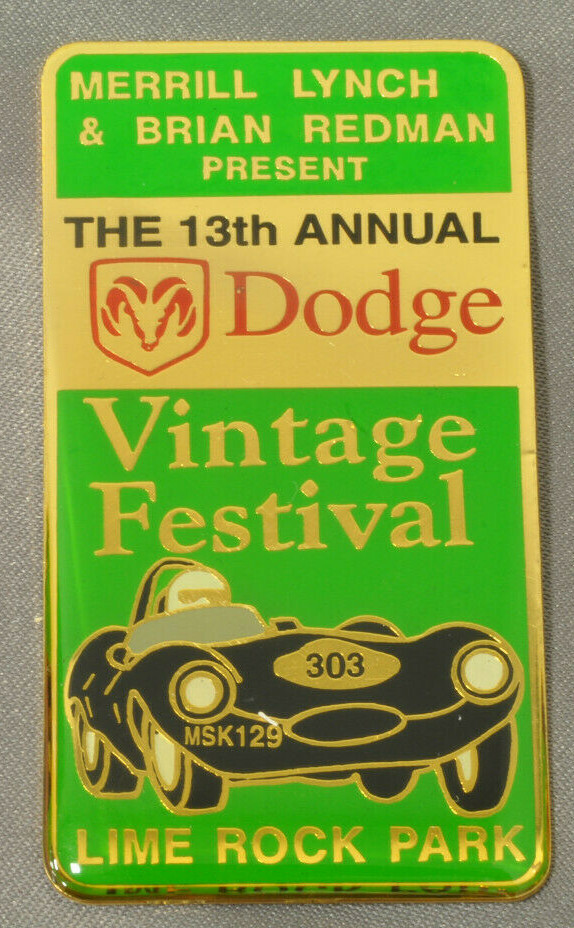 MERRILL LYNCH
& BRIAN REDMAN
PRESENT
THE 13th ANNUAL
Dodge
Vintage
Festival
303
MSK129
LIME ROCK PARK